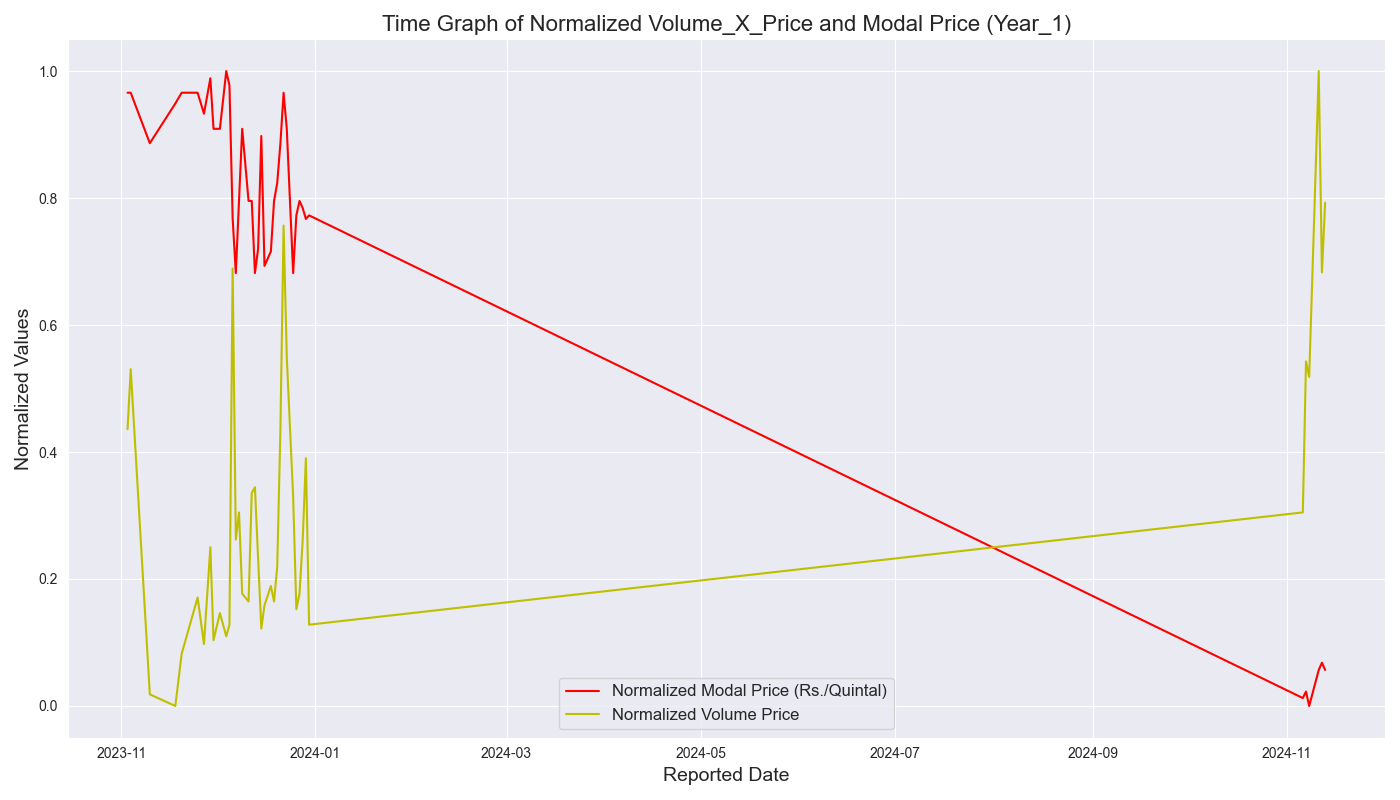 Time Graph of Normalized Volume_X_Price and Modal Price (Year_1)
1.0
0.8
0.6
0.4
0.2
0.0
Normalized Values
Normalized Modal Price (Rs./Quintal)
Normalized Volume Price
2023-11 2024-01 2024-03 2024-05 2024-07 2024-09 2024-11
Reported Date